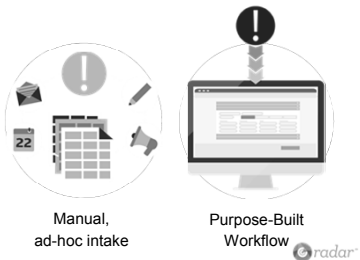 22
Manual,
ad-hoc intake
Purpose-Built
Workflow
radar